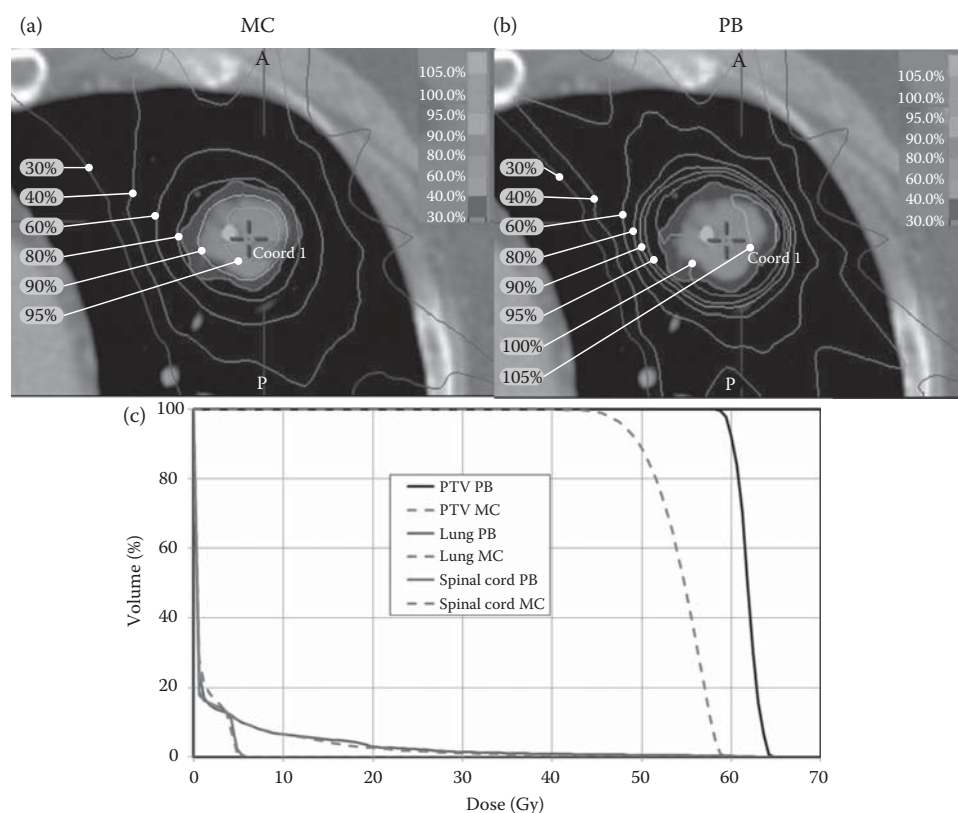 (a) MC
(b) PB
A
105.0%
100.0%
95.0%
90.0%
80.0%
60.0%
40.0%
30.0%
30%
40%
60%
80%
90%
95%
Coord 1
P
A
105.0%
100.0%
95.0%
90.0%
80.0%
60.0%
40.0%
30.0%
30%
40%
60%
80%
90%
95%
100%
105%
Coord 1
P
(c)
100
80
60
40
20
0
Volume (%)
PTV PB
PTV MC
Lung PB
Lung MC
Spinal cord PB
Spinal cord MC
0 10 20 30 40 50 60 70
Dose (Gy)